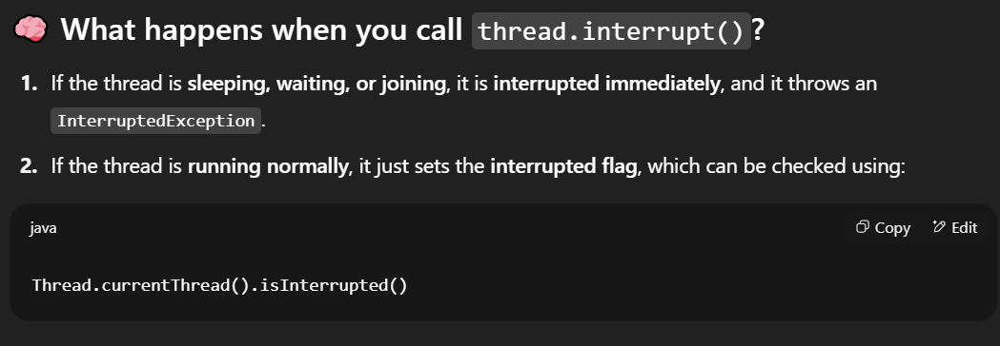 🧠 What happens when you call thread.interrupt()?
1. If the thread is sleeping, waiting, or joining, it is interrupted immediately, and it throws an
InterruptedException.
2. If the thread is running normally, it just sets the interrupted flag, which can be checked using:
java Copy Edit
Thread.currentThread().isInterrupted()